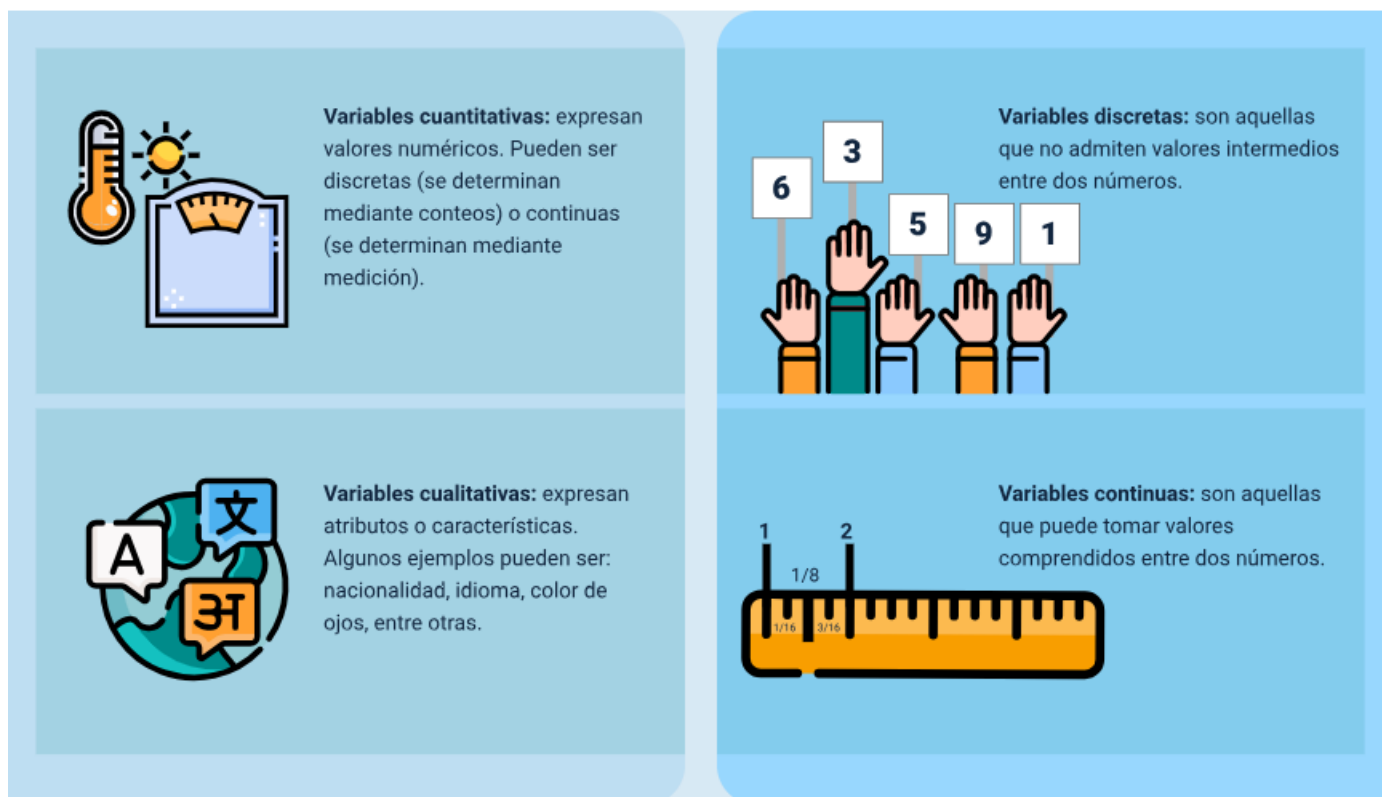 Variables cuantitativas: expresan
valores numéricos. Pueden ser
discretas (se determinan
mediante conteos) o continuas
(se determinan mediante
medición).
Variables cualitativas: expresan
atributos o características.
Algunos ejemplos pueden ser:
nacionalidad, idioma, color de
ojos, entre otras.
A
文
अ
Variables discretas: son aquellas
que no admiten valores intermedios
entre dos números.
6
3
5
9
1
Variables continuas: son aquellas
que puede tomar valores
comprendidos entre dos números.
1 2
1/8
1/16 3/16